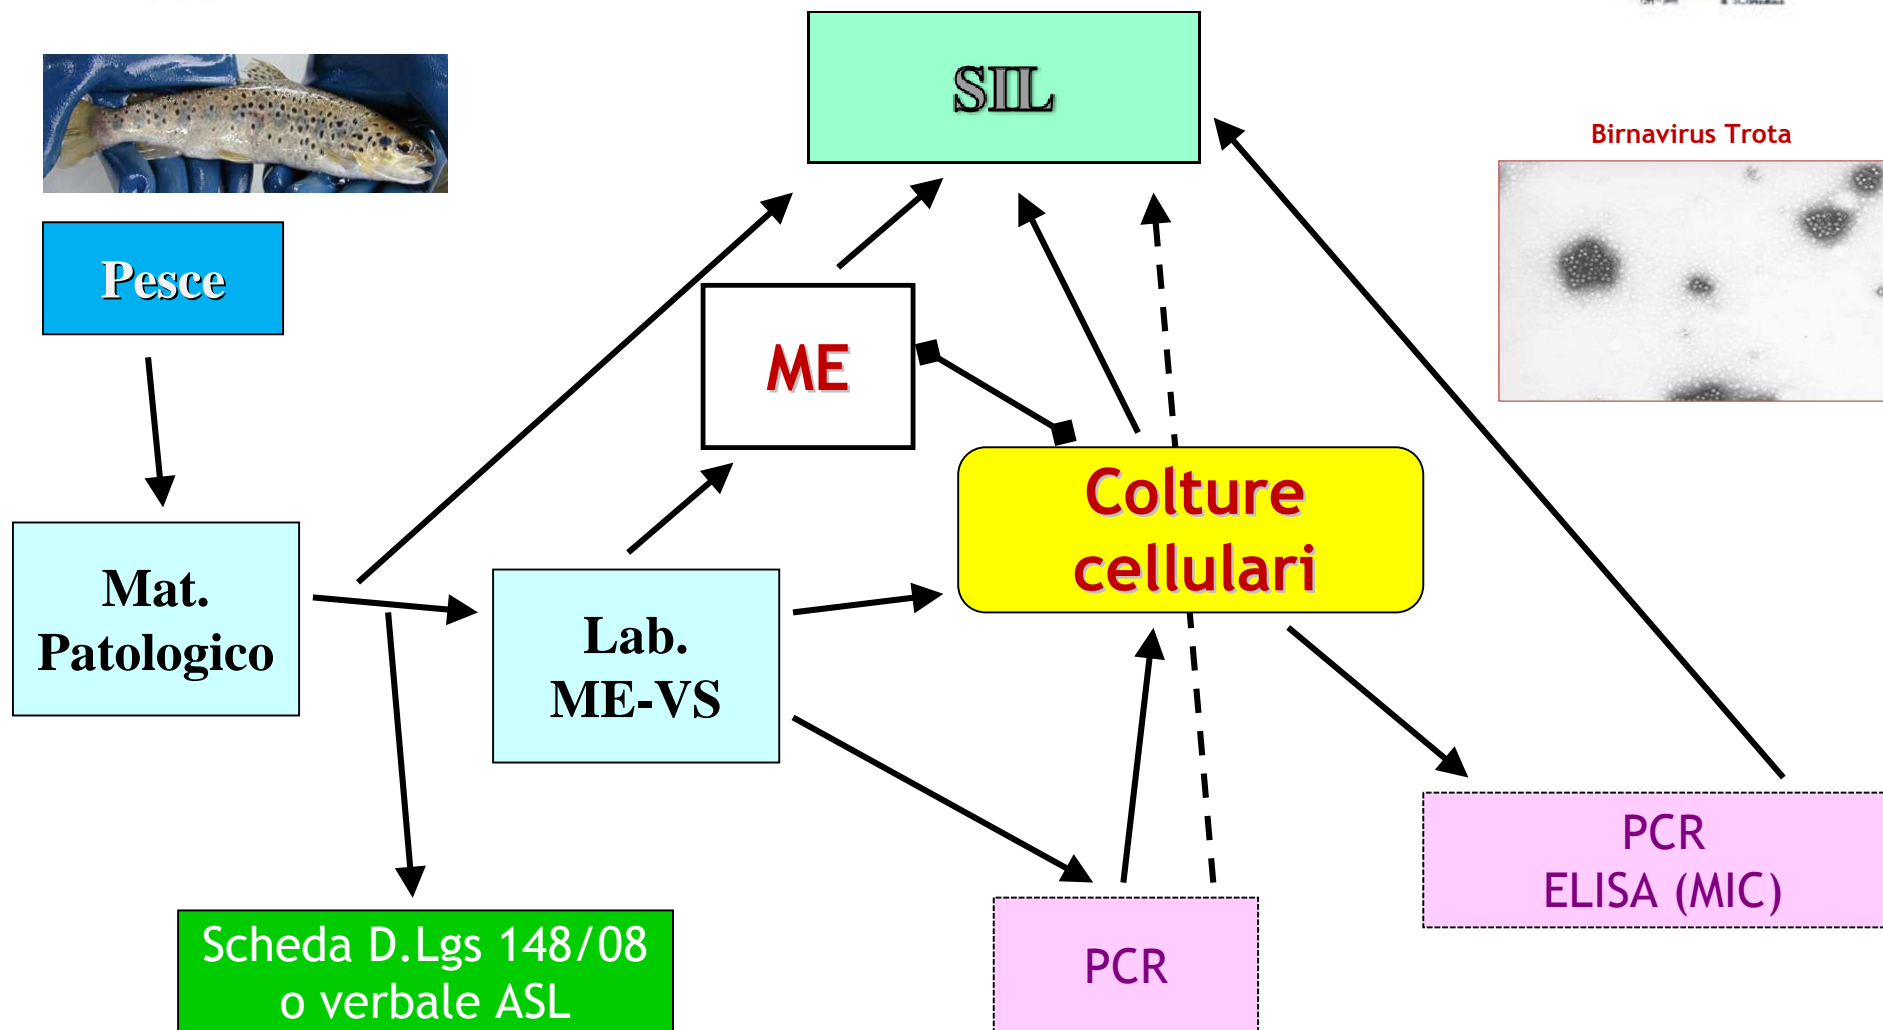 SIL
Birnavirus Trota
Pesce
ME
Colture
cellulari
Mat.
Patologico
Lab.
ME-VS
PCR
ELISA (MIC)
Scheda D.Lgs 148/08
o verbale ASL
PCR